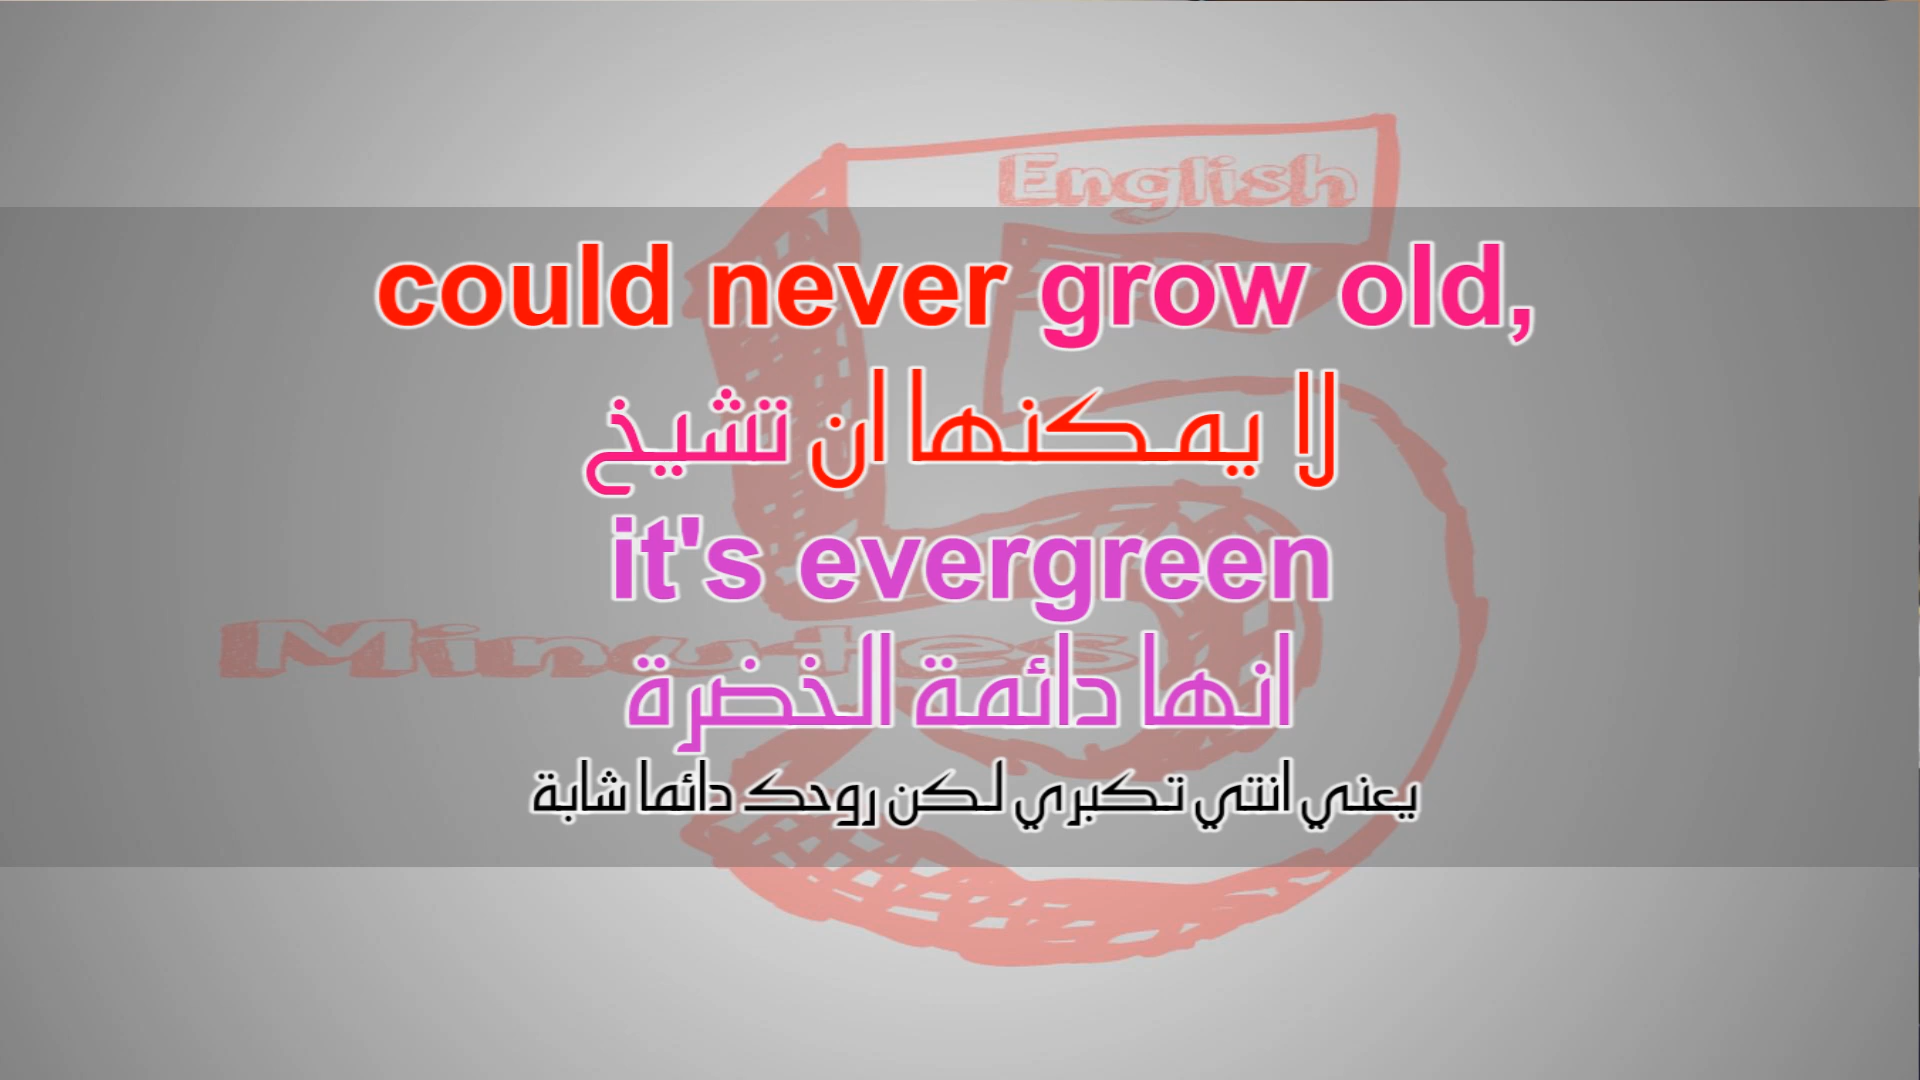 English
could never grow old,
لا يمكنها ان تشيخ
it's evergreen
Minutes
انها دائمة الخضرة
يعني انتي تكبري لكن روحك دائما شابة